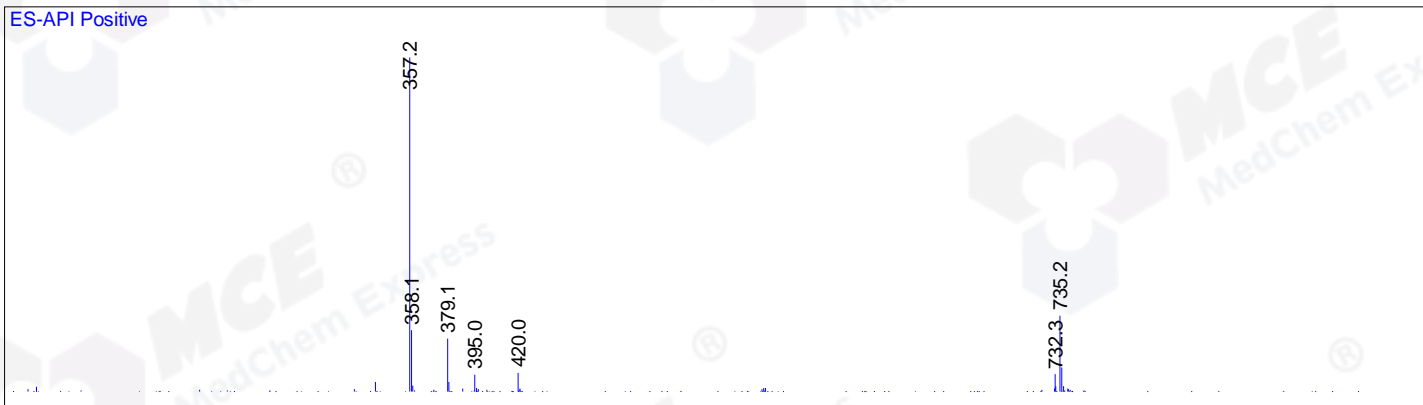 ES-API Positive
357.2
358.1
379.1
395.0
420.0
732.3
735.2
Med
MedChem Express
MCE
MedChem Express
®
MCE
MedChem Ex
®
®